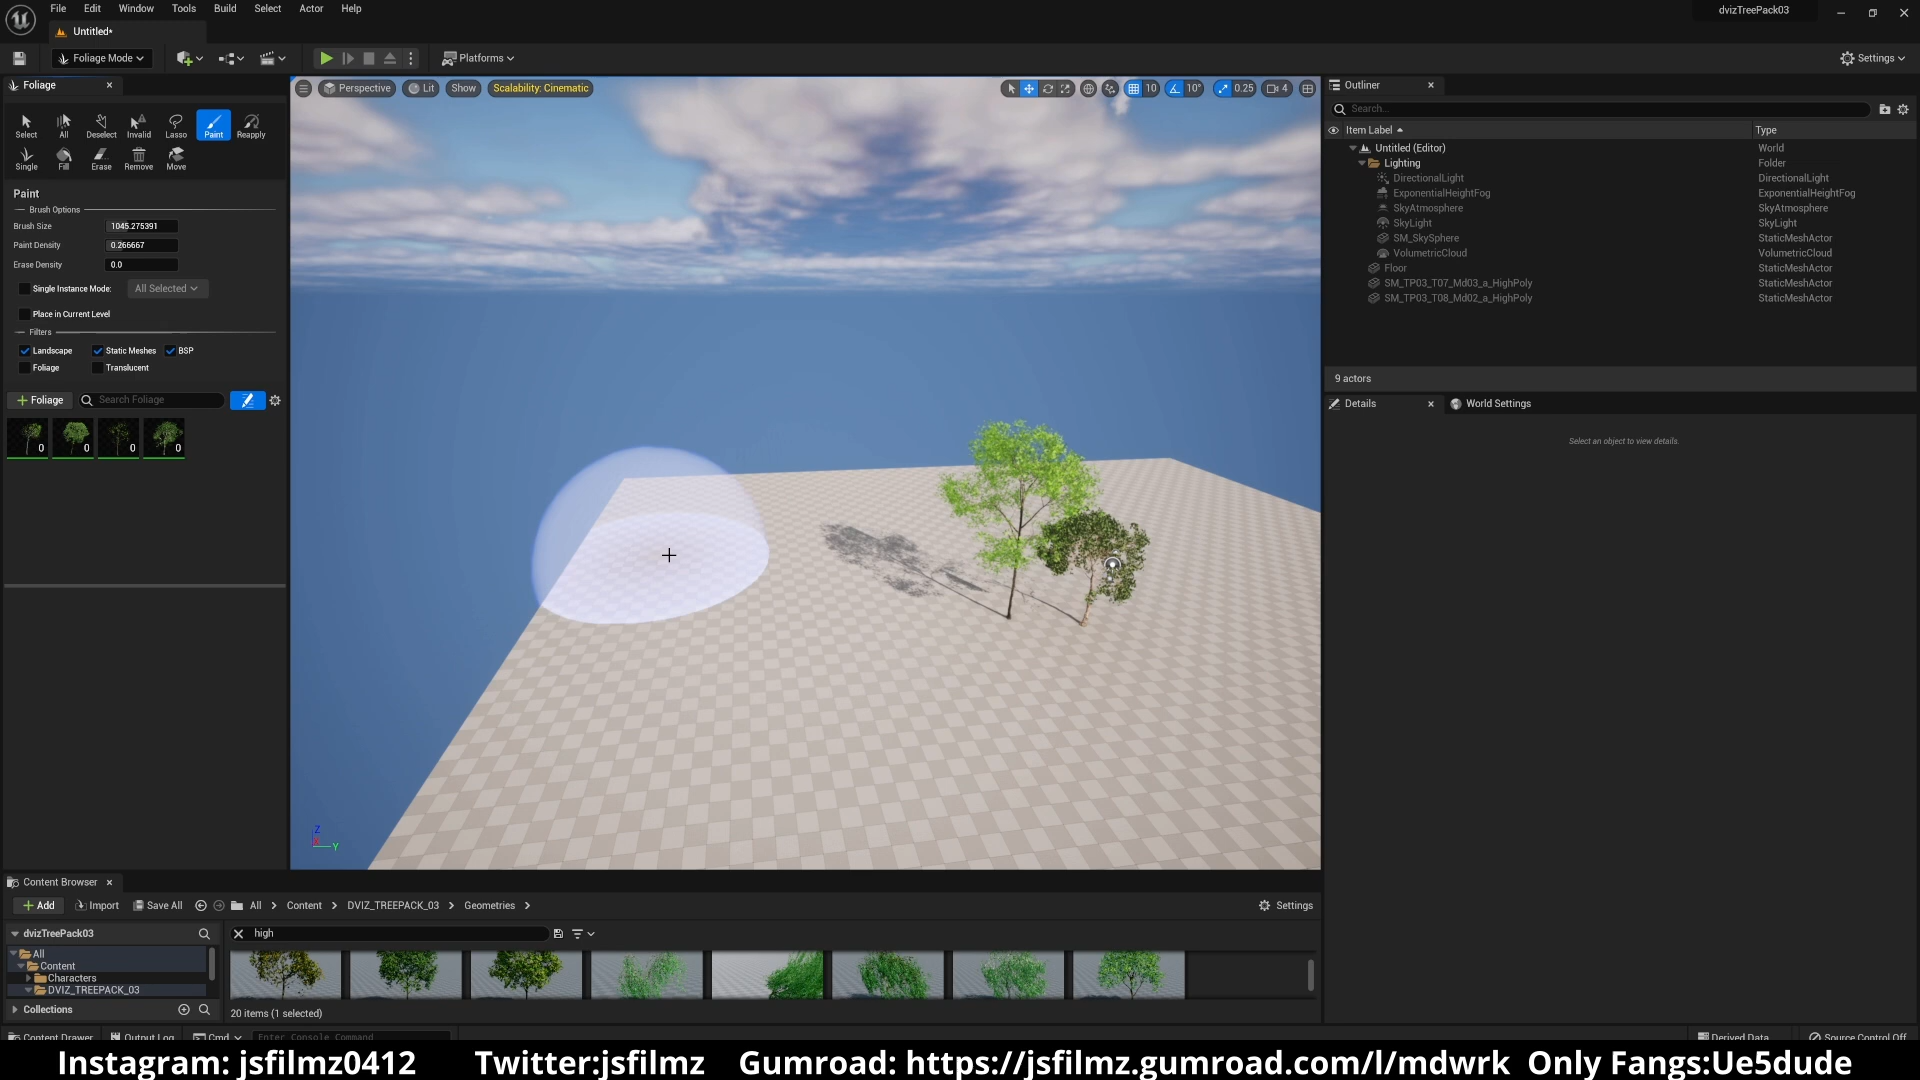 File Edit Window Tools Build Select Actor Help
dvizTreePack03
Untitled*
Foliage Mode
Platforms
Settings
Foliage
Perspective
Lit
Show
Scalability: Cinematic
10
10°
0.25
4
Select All Deselect Invalid Lasso Paint Reapply
Single Fill Erase Remove Move
Paint
Brush Options
Brush Size 1045.275391
Paint Density 0.266667
Erase Density 0.0
Single Instance Mode: All Selected
Place in Current Level
Filters
Landscape Static Meshes BSP
Foliage Translucent
+ Foliage Search Foliage
0 0 0 0
Z
Y
Outliner
Search...
Item Label Type
Untitled (Editor) World
Lighting Folder
DirectionalLight DirectionalLight
ExponentialHeightFog ExponentialHeightFog
SkyAtmosphere SkyAtmosphere
SkyLight SkyLight
SM_SkySphere StaticMeshActor
VolumetricCloud VolumetricCloud
Floor StaticMeshActor
SM_TP03_T07_Md03_a_HighPoly StaticMeshActor
SM_TP03_T08_Md02_a_HighPoly StaticMeshActor
9 actors
Details World Settings
Select an object to view details.
Content Browser
+ Add Import Save All All > Content > DVIZ_TREEPACK_03 > Geometries > Settings
dvizTreePack03
high
All
Content
Characters
DVIZ_TREEPACK_03
Collections
20 items (1 selected)
Content Drawer Output Log Cmd Enter Console Command Derived Data Source Control Off
Instagram: jsfilmz0412 Twitter:jsfilmz Gumroad: https://jsfilmz.gumroad.com/l/mdwrk Only Fangs:Ue5dude